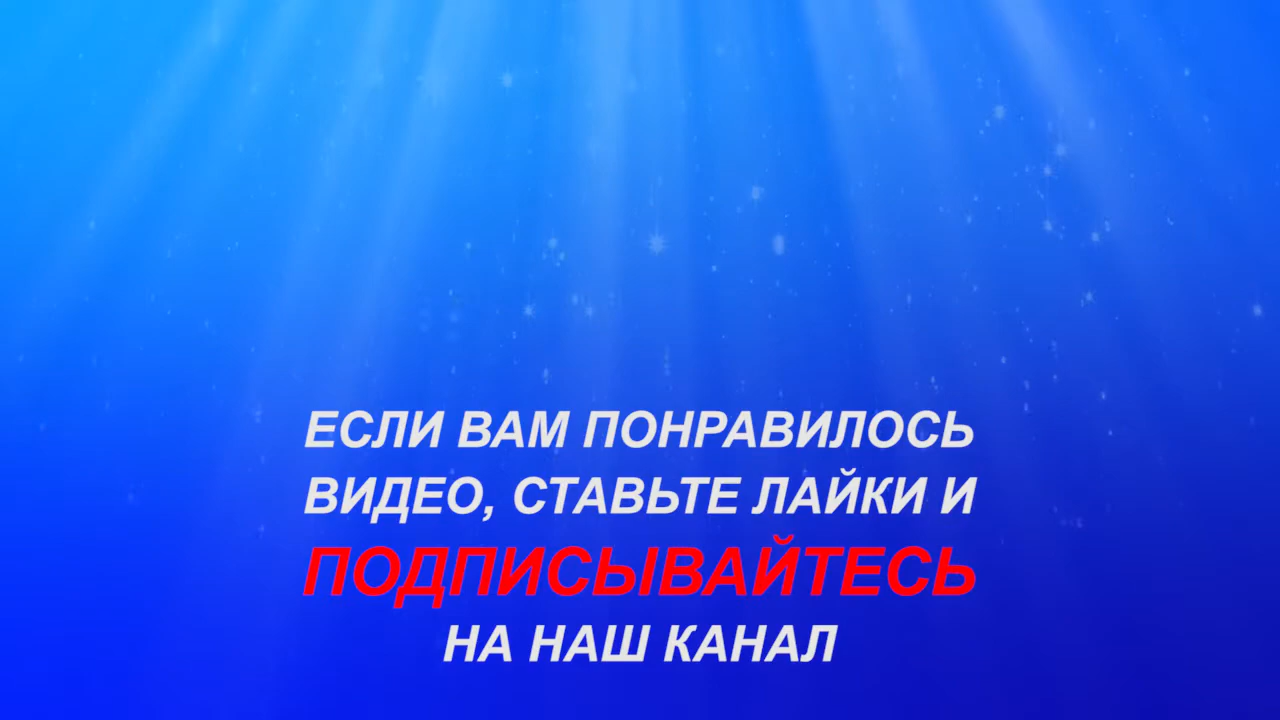 ЕСЛИ ВАМ ПОНРАВИЛОСЬ
ВИДЕО, СТАВЬТЕ ЛАЙКИ И
ПОДПИСЫВАЙТЕСЬ
НА НАШ КАНАЛ